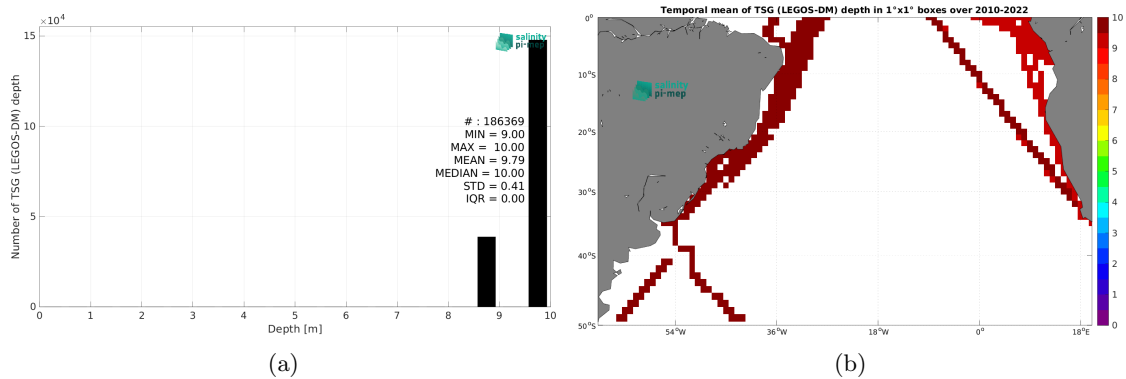 ×10⁴
15
10
5
0
Number of TSG (LEGOS-DM) depth
salinity
pi-mep
# : 186369
MIN = 9.00
MAX = 10.00
MEAN = 9.79
MEDIAN = 10.00
STD = 0.41
IQR = 0.00
0 1 2 3 4 5 6 7 8 9 10
Depth [m]
(a)
Temporal mean of TSG (LEGOS-DM) depth in 1°x1° boxes over 2010-2022
0°
10°S
20°S
30°S
40°S
50°S
salinity
pi-mep
54°W 36°W 18°W 0° 18°E
10
9
8
7
6
5
4
3
2
1
0
(b)